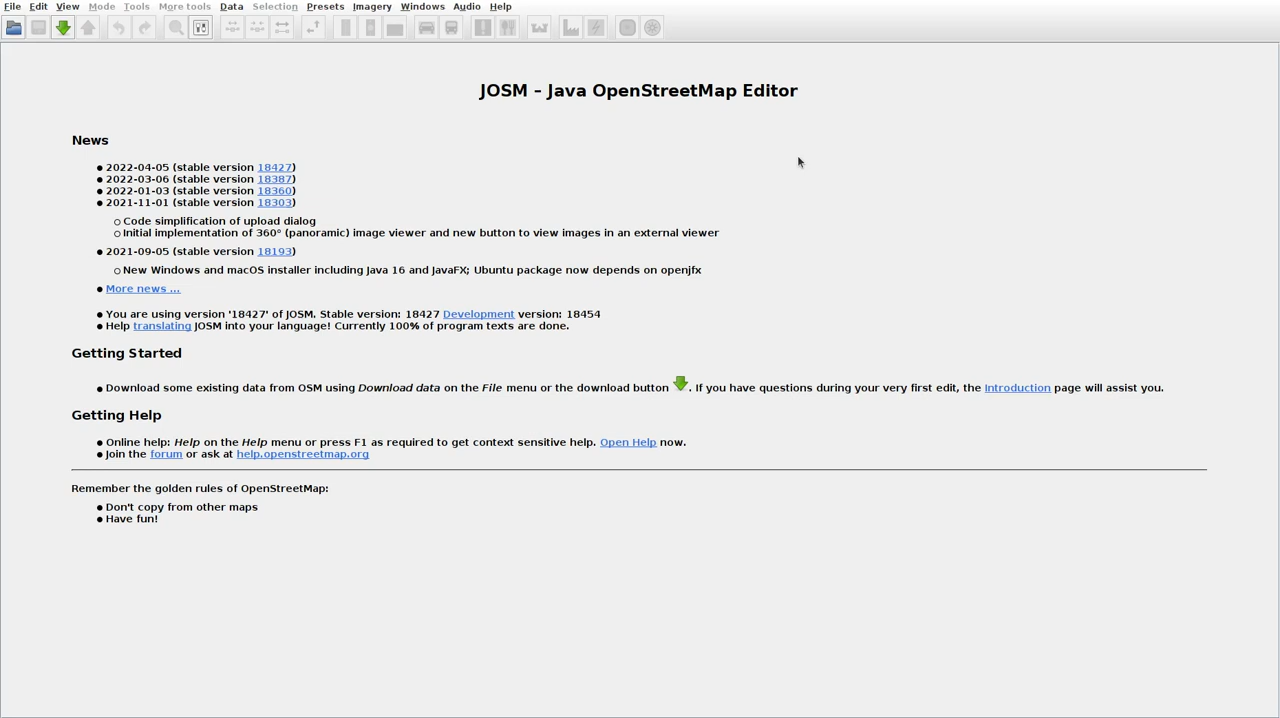 File Edit View Mode Tools More tools Data Selection Presets Imagery Windows Audio Help
JOSM – Java OpenStreetMap Editor
News
2022-04-05 (stable version 18427)
2022-03-06 (stable version 18387)
2022-01-03 (stable version 18360)
2021-11-01 (stable version 18303)
Code simplification of upload dialog
Initial implementation of 360° (panoramic) image viewer and new button to view images in an external viewer
2021-09-05 (stable version 18193)
New Windows and macOS installer including Java 16 and JavaFX; Ubuntu package now depends on openjfx
More news ...
You are using version '18427' of JOSM. Stable version: 18427 Development version: 18454
Help translating JOSM into your language! Currently 100% of program texts are done.
Getting Started
Download some existing data from OSM using Download data on the File menu or the download button . If you have questions during your very first edit, the Introduction page will assist you.
Getting Help
Online help: Help on the Help menu or press F1 as required to get context sensitive help. Open Help now.
Join the forum or ask at help.openstreetmap.org
Remember the golden rules of OpenStreetMap:
Don't copy from other maps
Have fun!